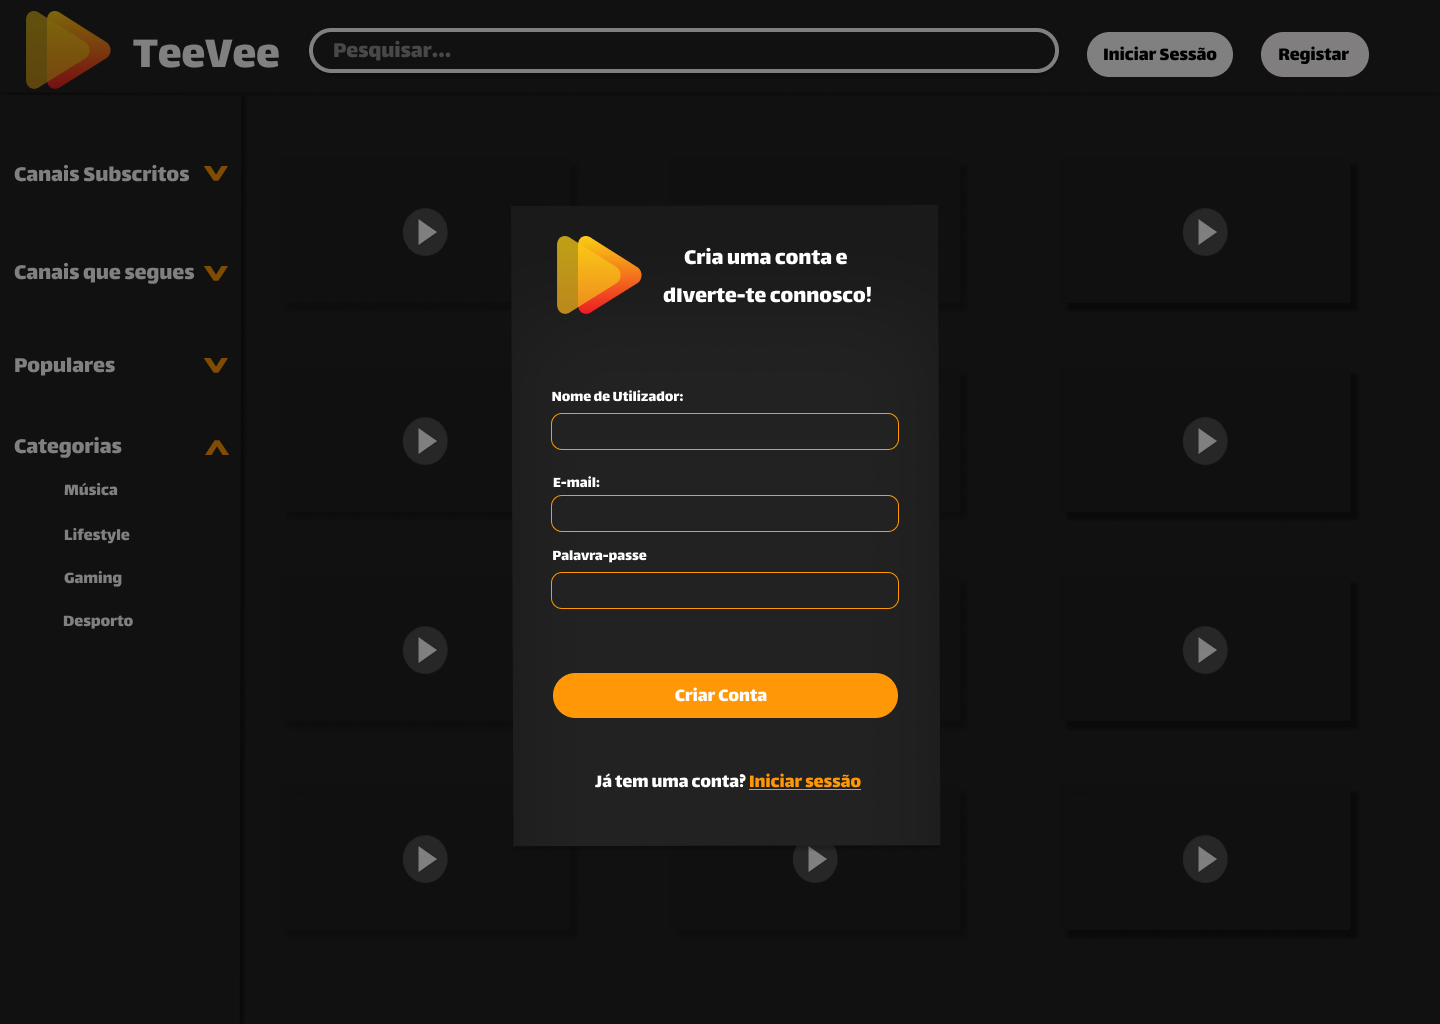 TeeVee
Pesquisar...
Iniciar Sessão
Registar
Canais Subscritos
Canais que segues
Populares
Categorias
Música
Lifestyle
Gaming
Desporto
Cria uma conta e
dIverte-te connosco!
Nome de Utilizador:
E-mail:
Palavra-passe
Criar Conta
Já tem uma conta? Iniciar sessão